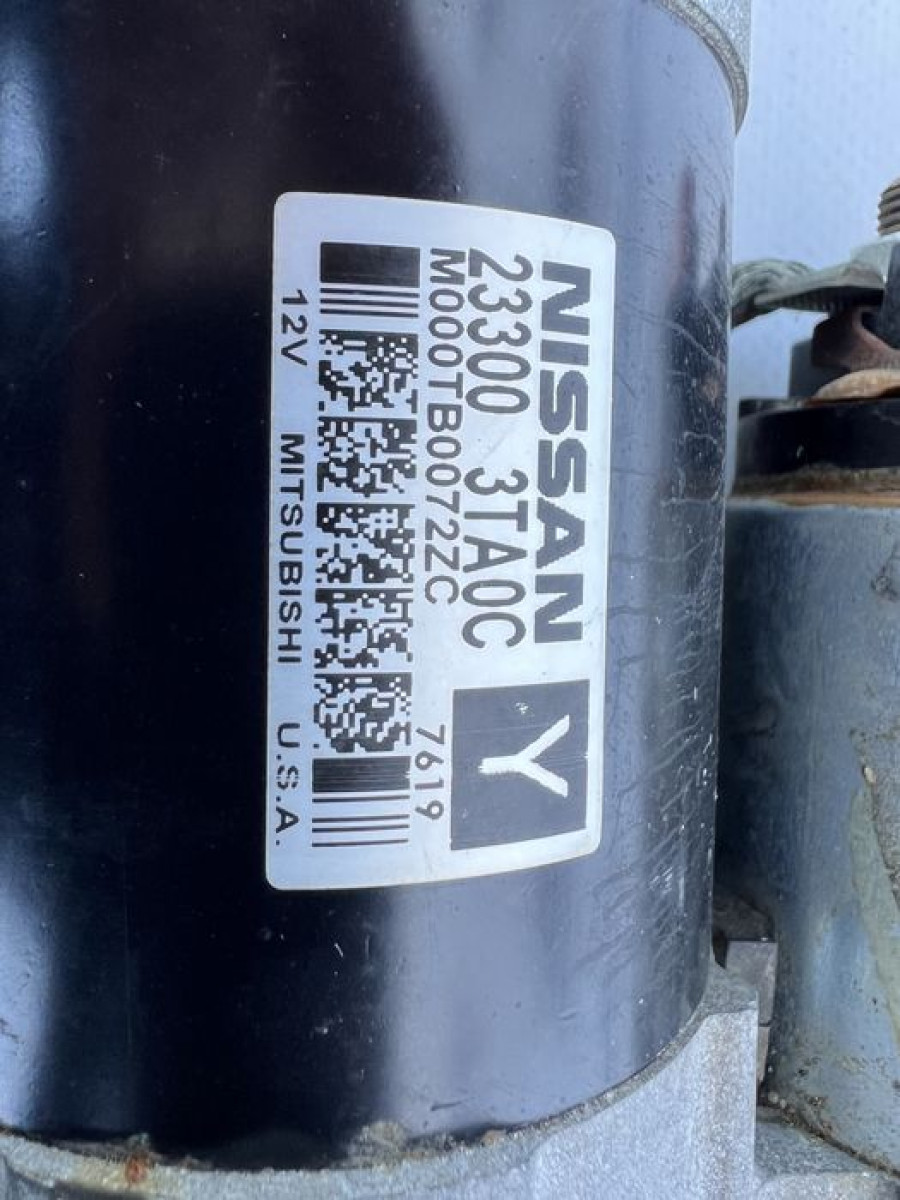 NISSAN
23300 3TA0C
Y
M000TB0072ZC
7619
12V MITSUBISHI U.S.A.